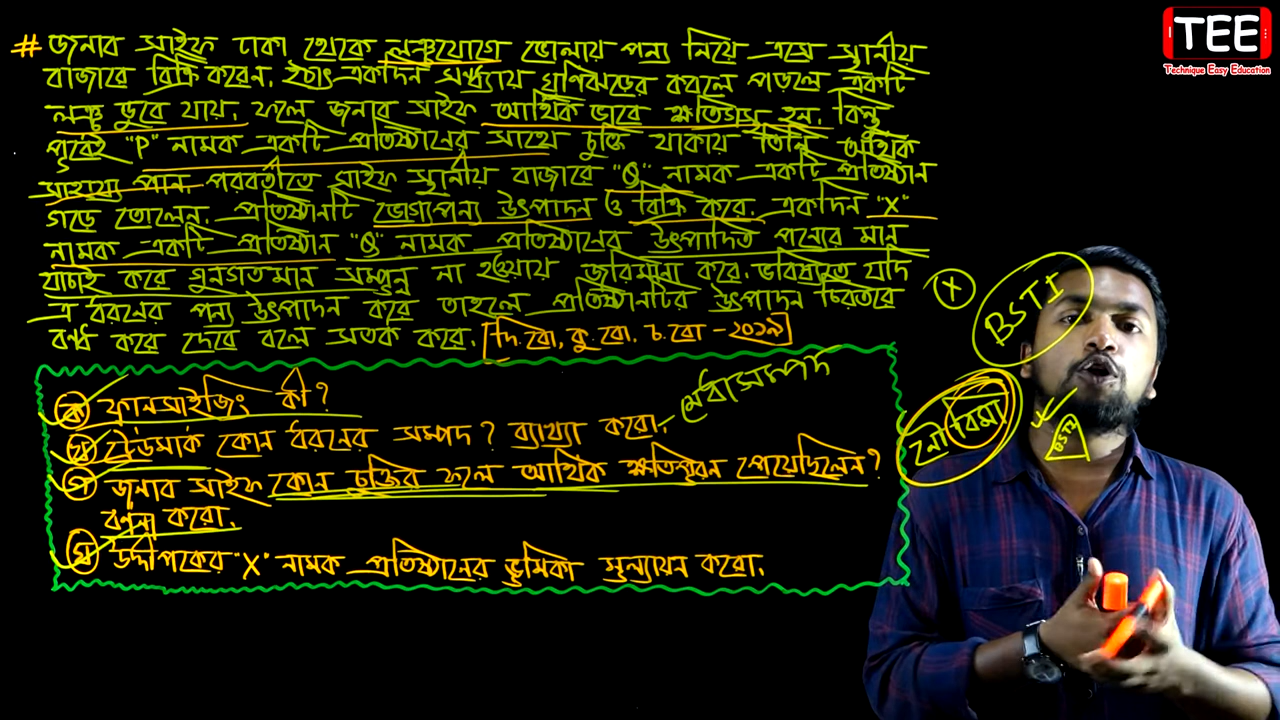 # জনাব সাইফ ঢাকা থেকে লঞ্চযোগে ভোলায় পন্য নিয়ে এসে স্থানীয়
বাজারে বিক্রি করেন. হঠাৎ একদিন সন্ধ্যায় ঘূণিঝড়ের কবলে পড়লে একটি
লঞ্চ ডুবে যায়. ফলে জনাব সাইফ আর্থিক ভাবে ক্ষতিগ্রস্থ হন. কিন্তু
পূর্বেই "P" নামক একটি প্রতিষ্ঠানের সাথে চুক্তি থাকায় তিনি আর্থিক
সাহায্য পান. পরবর্তীতে সাইফ স্থানীয় বাজারে "Q" নামক একটি প্রতিষ্ঠান
গড়ে তোলেন. প্রতিষ্ঠানটি ভোগ্যপন্য উৎপাদন ও বিক্রি করে. একদিন "X"
নামক একটি প্রতিষ্ঠান "Q" নামক প্রতিষ্ঠানের উৎপাদিত পন্যের মান
যাচাই করে গুনগতমান সম্পন্ন না হওয়ায় জরিমানা করে. ভবিষ্যতে যদি
এ ধরনের পন্য উৎপাদন করে তাহলে প্রতিষ্ঠানটির উৎপাদন চিরতরে
বন্ধ করে দেবে বলে সতর্ক করে. [দি. বো, কু. বো, চ. বো - ২০১৯]
ক) ফ্রানসাইজিং কী?
খ) ট্রেডমার্ক কোন ধরনের সম্পদ? ব্যাখ্যা করো. মেধাসম্পদ
গ) জনাব সাইফ কোন চুক্তির ফলে আর্থিক ক্ষতিপূরন পেয়েছিলেন?
বর্ণনা করো.
ঘ) উদ্দীপকের "X" নামক প্রতিষ্ঠানের ভূমিকা মূল্যায়ন করো.
X
BSTI
নৌ বিমা
BSTI
TEE
Technique Easy Education